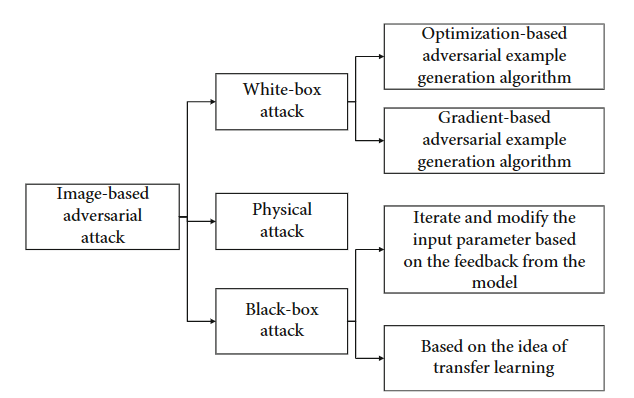 Image-based
adversarial
attack
White-box
attack
Optimization-based
adversarial example
generation algorithm
Gradient-based
adversarial example
generation algorithm
Physical
attack
Black-box
attack
Iterate and modify the
input parameter based
on the feedback from the
model
Based on the idea of
transfer learning